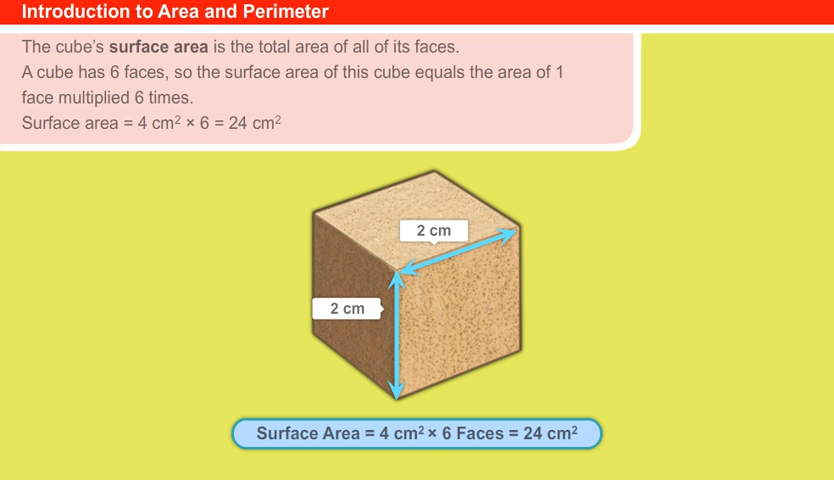 Introduction to Area and Perimeter
The cube's surface area is the total area of all of its faces.
A cube has 6 faces, so the surface area of this cube equals the area of 1
face multiplied 6 times.
Surface area = 4 cm² × 6 = 24 cm²
2 cm
2 cm
Surface Area = 4 cm² × 6 Faces = 24 cm²